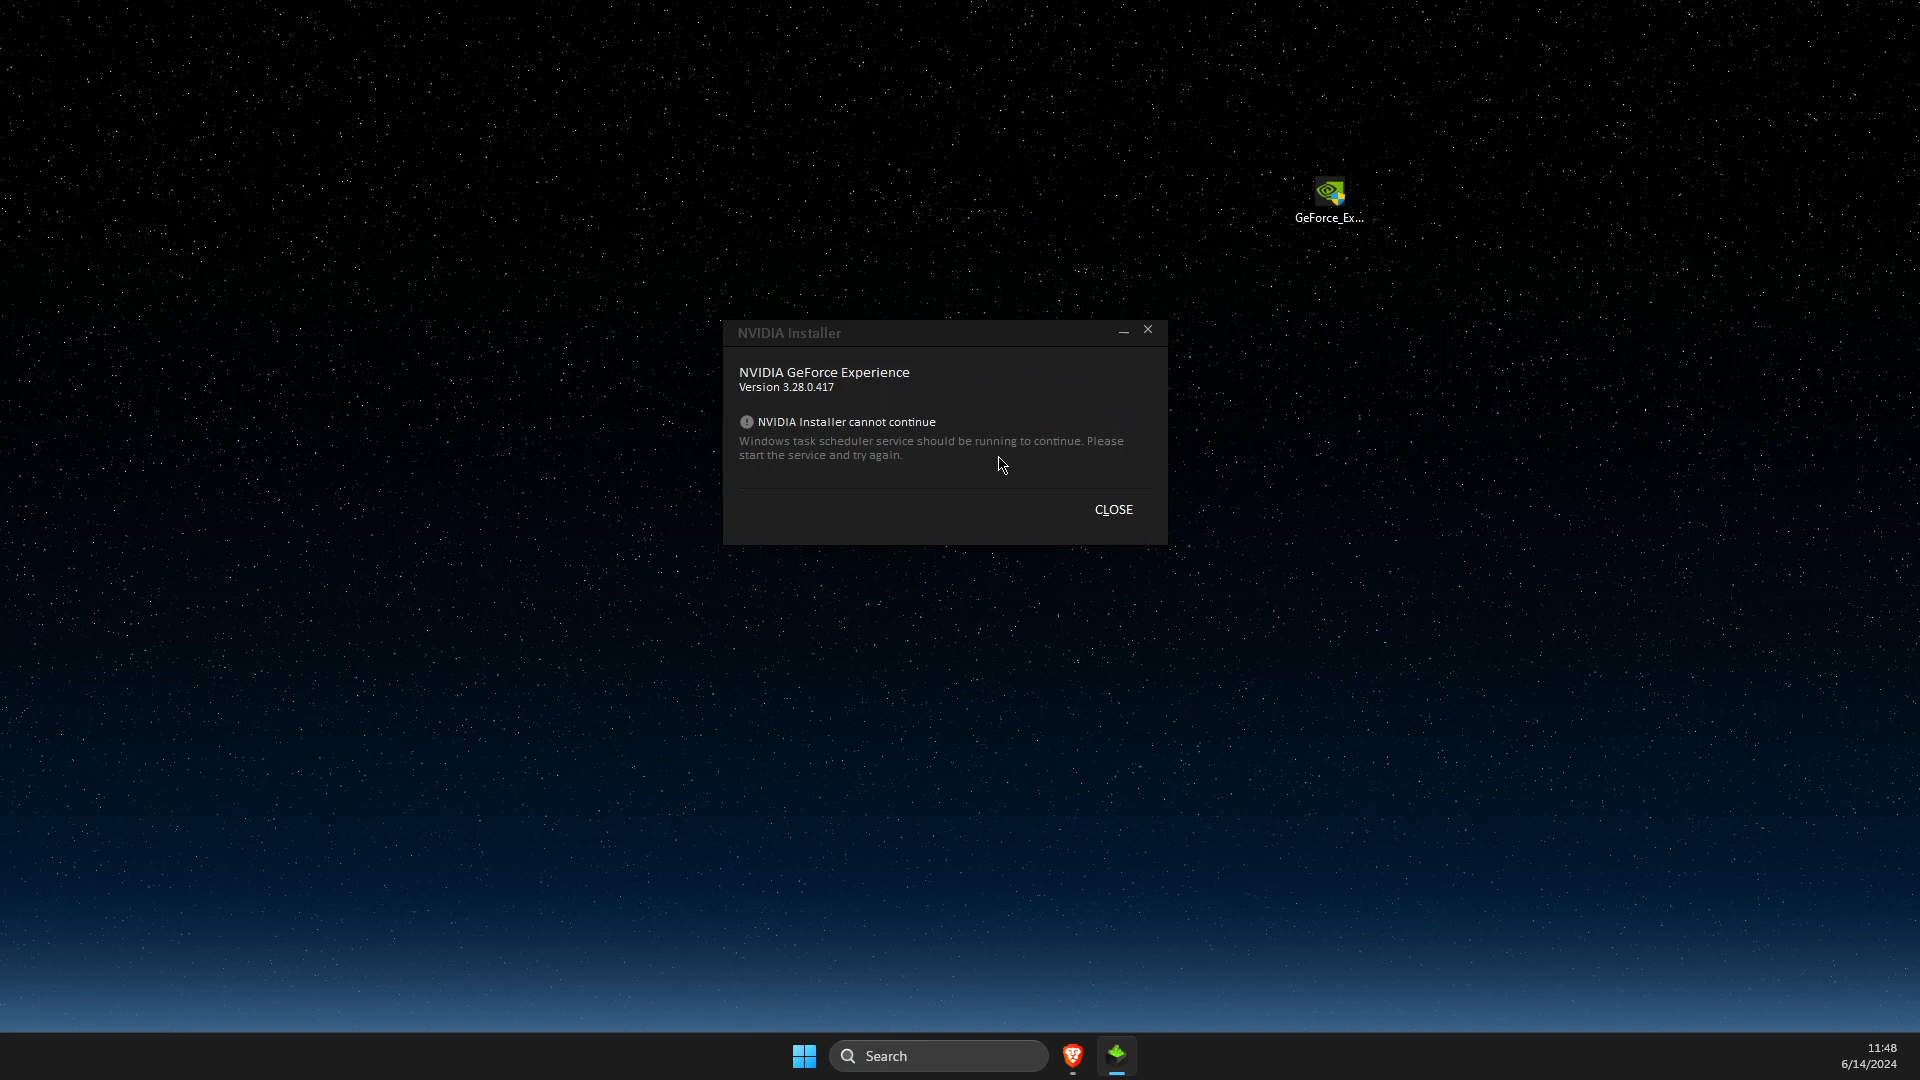 GeForce_Ex...
NVIDIA Installer
NVIDIA GeForce Experience
Version 3.28.0.417
NVIDIA Installer cannot continue
Windows task scheduler service should be running to continue. Please
start the service and try again.
CLOSE
Search
11:48
6/14/2024